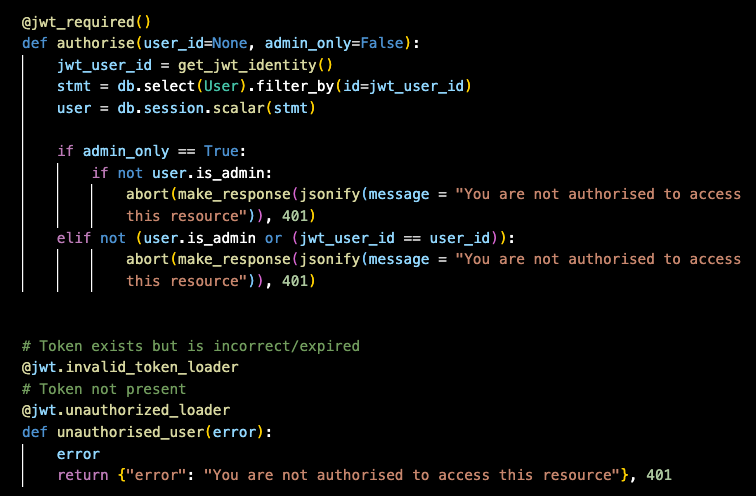 @jwt_required()
def authorise(user_id=None, admin_only=False):
    jwt_user_id = get_jwt_identity()
    stmt = db.select(User).filter_by(id=jwt_user_id)
    user = db.session.scalar(stmt)

    if admin_only == True:
        if not user.is_admin:
            abort(make_response(jsonify(message = "You are not authorised to access
            this resource")), 401)
    elif not (user.is_admin or (jwt_user_id == user_id)):
            abort(make_response(jsonify(message = "You are not authorised to access
            this resource")), 401)


# Token exists but is incorrect/expired
@jwt.invalid_token_loader
# Token not present
@jwt.unauthorized_loader
def unauthorised_user(error):
    error
    return {"error": "You are not authorised to access this resource"}, 401